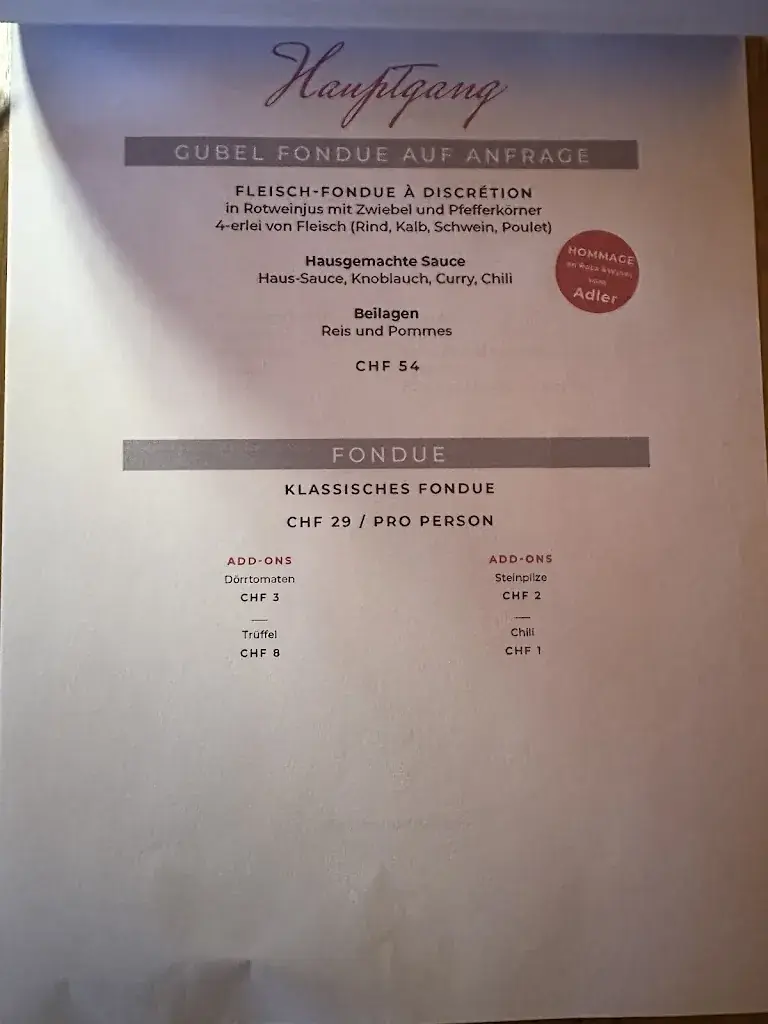 Hauptgang
GUBEL FONDUE AUF ANFRAGE
FLEISCH-FONDUE À DISCRÉTION
in Rotweinjus mit Zwiebel und Pfefferkörner
4-erlei von Fleisch (Rind, Kalb, Schwein, Poulet)
Hausgemachte Sauce
Haus-Sauce, Knoblauch, Curry, Chili
HOMMAGE
Adler
Beilagen
Reis und Pommes
CHF 54
FONDUE
KLASSISCHES FONDUE
CHF 29 / PRO PERSON
ADD-ONS
Dörrtomaten
CHF 3
Trüffel
CHF 8
ADD-ONS
Steinpilze
CHF 2
Chili
CHF 1